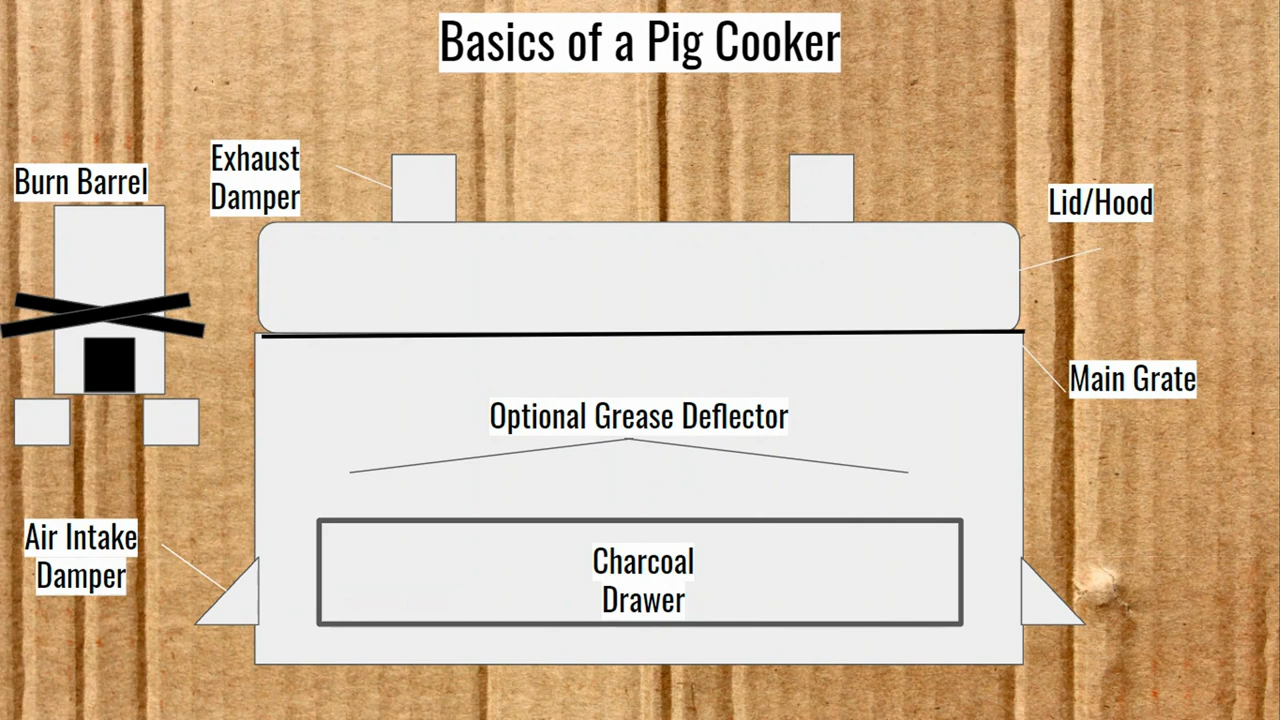 Basics of a Pig Cooker
Exhaust
Damper
Burn Barrel
Lid/Hood
Main Grate
Optional Grease Deflector
Air Intake
Damper
Charcoal
Drawer